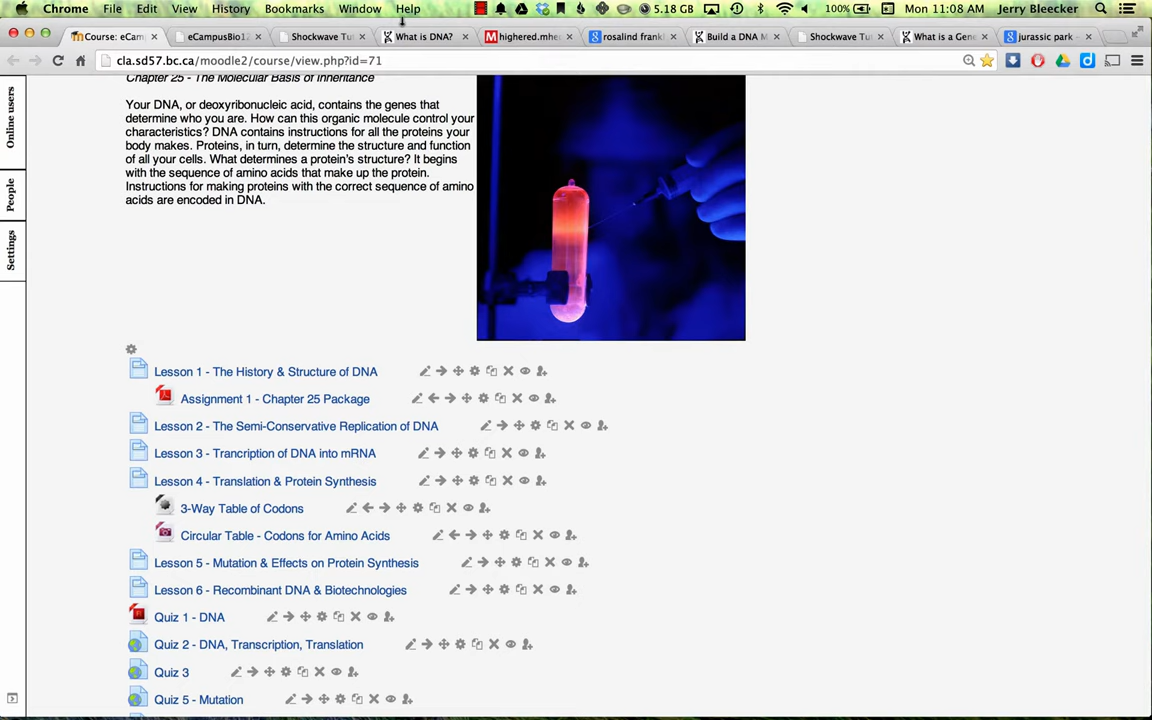 Chrome File Edit View History Bookmarks Window Help 5.18 GB 100% Mon 11:08 AM Jerry Bleecker
Course: eCam eCampusBio12 Shockwave Tu What is DNA? highered.mhe rosalind frank Build a DNA M Shockwave Tu What is a Gen jurassic park -
cla.sd57.bc.ca/moodle2/course/view.php?id=71
Chapter 25 - The Molecular Basis of Inheritance
Your DNA, or deoxyribonucleic acid, contains the genes that
determine who you are. How can this organic molecule control your
characteristics? DNA contains instructions for all the proteins your
body makes. Proteins, in turn, determine the structure and function
of all your cells. What determines a protein's structure? It begins
with the sequence of amino acids that make up the protein.
Instructions for making proteins with the correct sequence of amino
acids are encoded in DNA.
Online users
People
Settings
Lesson 1 - The History & Structure of DNA
Assignment 1 - Chapter 25 Package
Lesson 2 - The Semi-Conservative Replication of DNA
Lesson 3 - Trancription of DNA into mRNA
Lesson 4 - Translation & Protein Synthesis
3-Way Table of Codons
Circular Table - Codons for Amino Acids
Lesson 5 - Mutation & Effects on Protein Synthesis
Lesson 6 - Recombinant DNA & Biotechnologies
Quiz 1 - DNA
Quiz 2 - DNA, Transcription, Translation
Quiz 3
Quiz 5 - Mutation